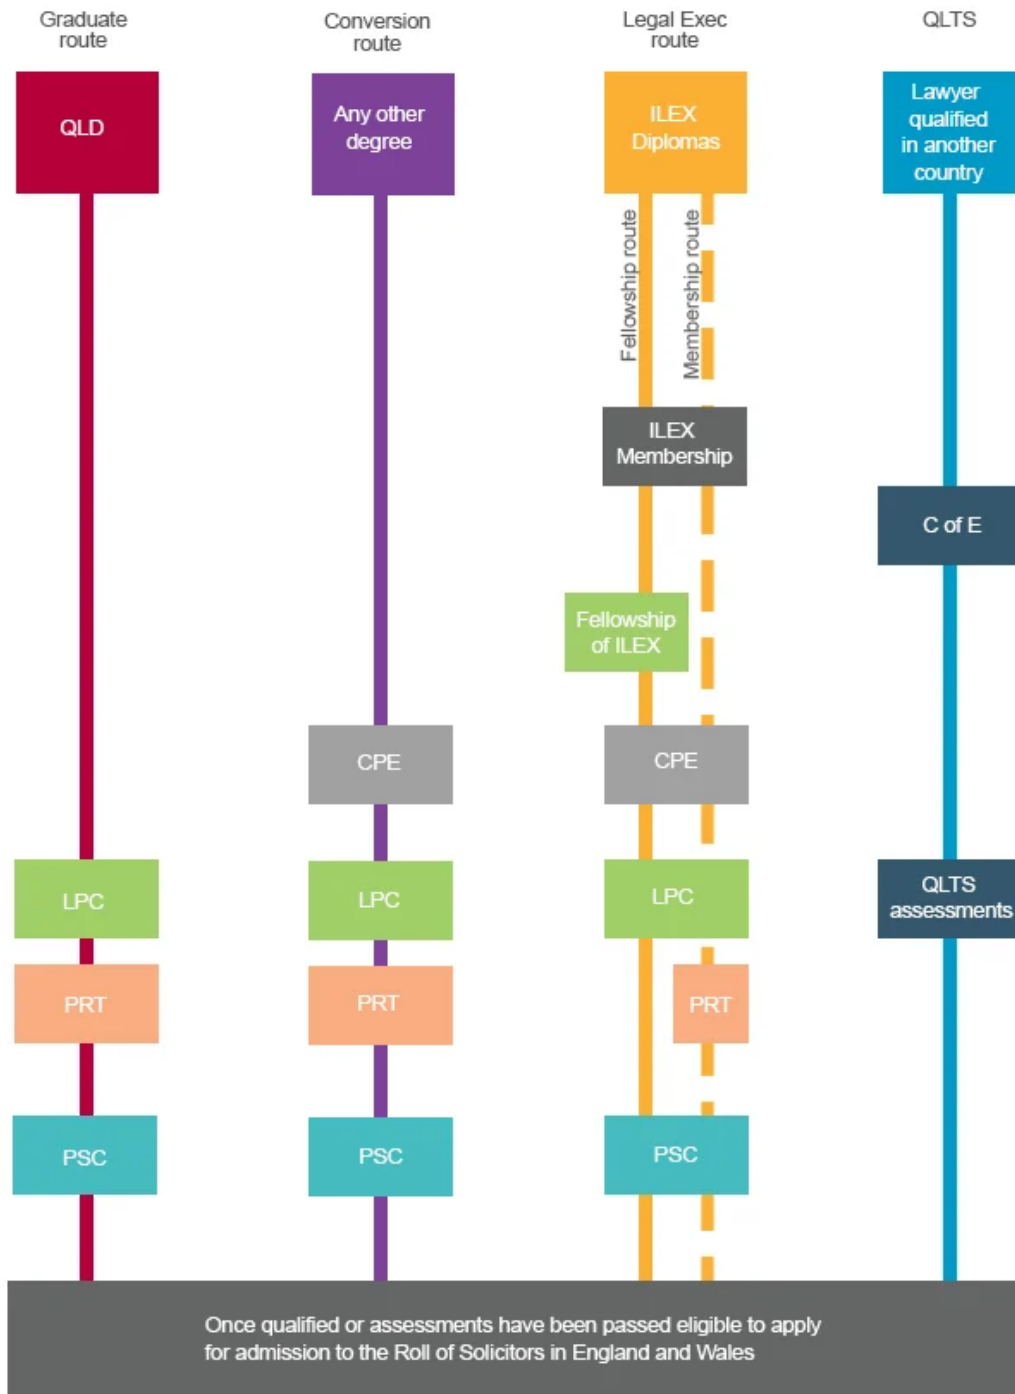 Graduate
route
Conversion
route
Legal Exec
route
QLTS
QLD
Any other
degree
ILEX
Diplomas
Lawyer
qualified
in another
country
Fellowship route
Membership route
ILEX
Membership
C of E
Fellowship
of ILEX
CPE
CPE
LPC
LPC
LPC
QLTS
assessments
PRT
PRT
PRT
PSC
PSC
PSC
Once qualified or assessments have been passed eligible to apply
for admission to the Roll of Solicitors in England and Wales